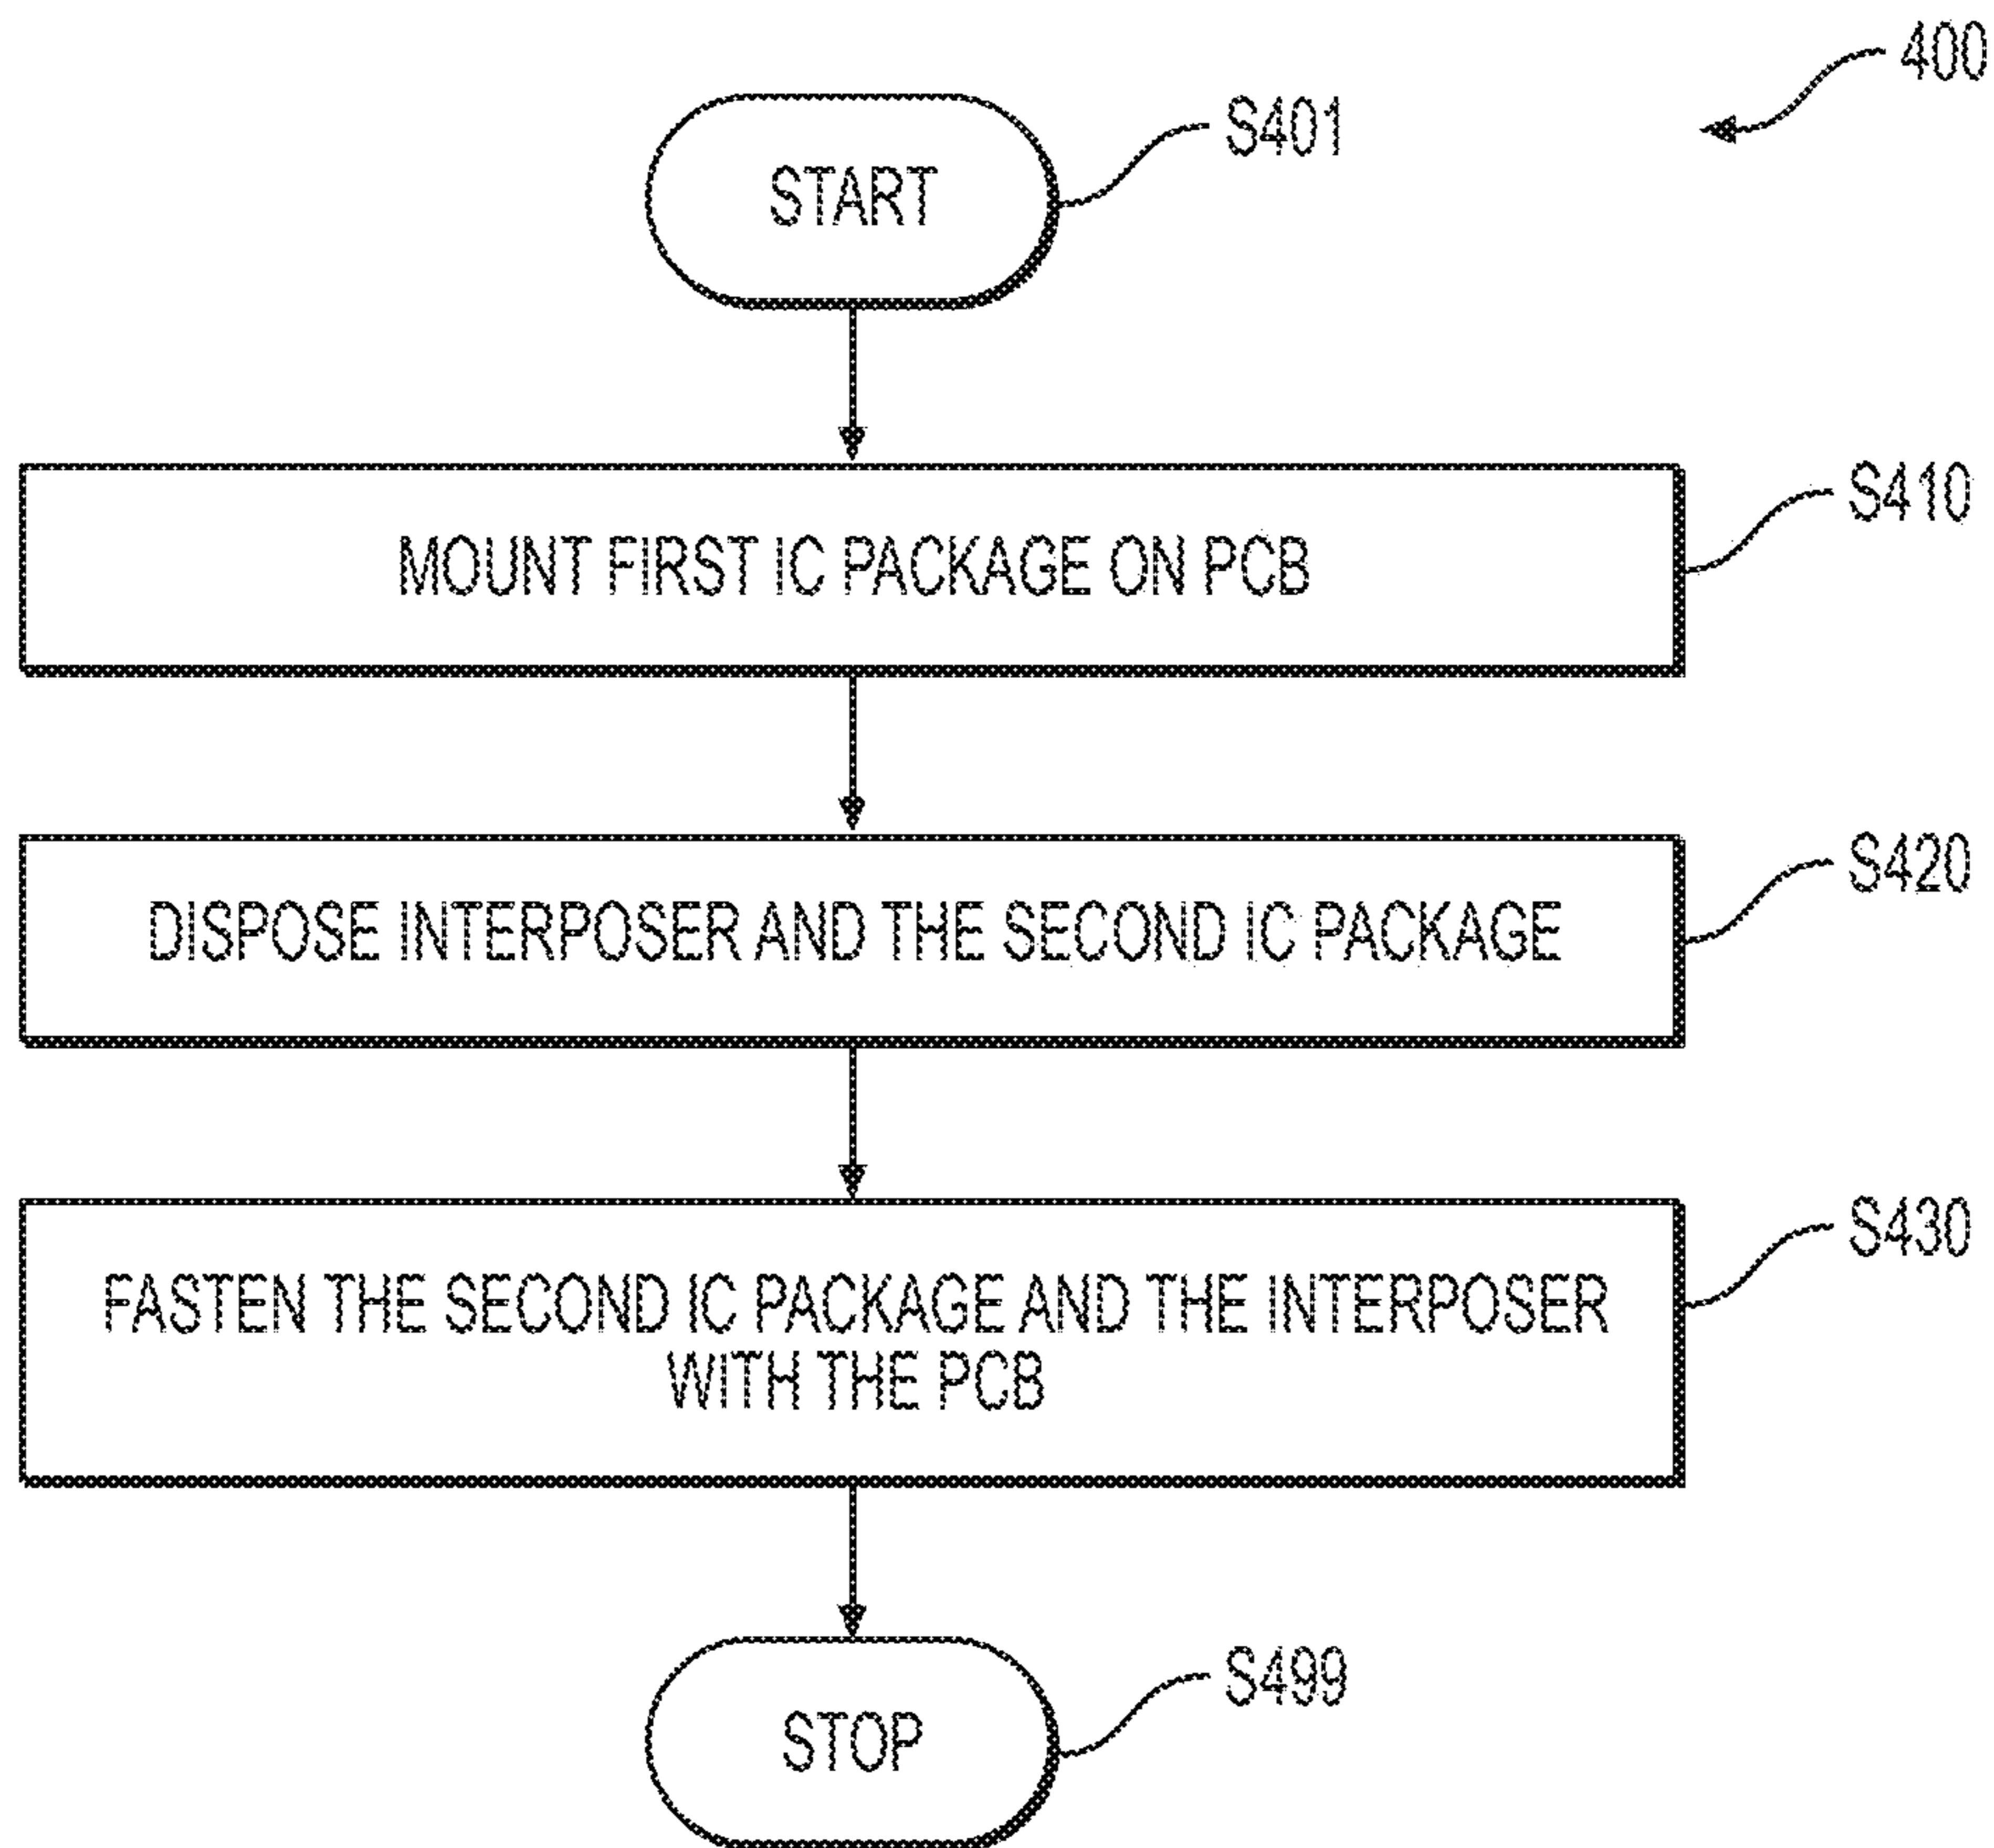 400
START
S401
MOUNT FIRST IC PACKAGE ON PCB
S410
DISPOSE INTERPOSER AND THE SECOND IC PACKAGE
S420
FASTEN THE SECOND IC PACKAGE AND THE INTERPOSER
WITH THE PCB
S430
STOP
S499